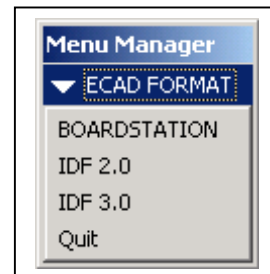 Menu Manager
ECAD FORMAT
BOARDSTATION
IDF 2.0
IDF 3.0
Quit